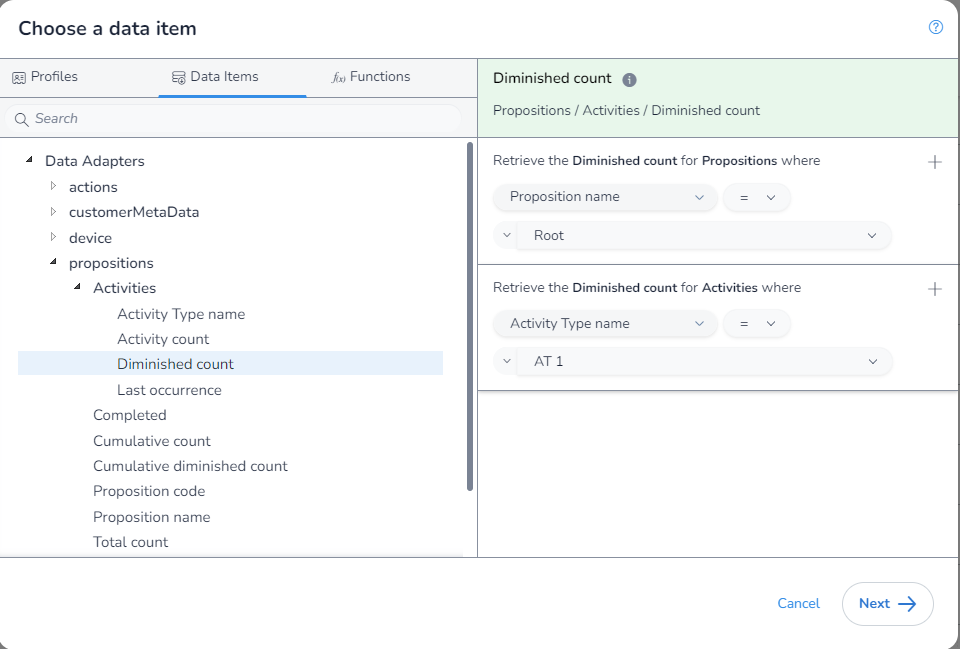 Choose a data item
Profiles
Data Items
f(x) Functions
Search
Data Adapters
actions
customerMetaData
device
propositions
Activities
Activity Type name
Activity count
Diminished count
Last occurrence
Completed
Cumulative count
Cumulative diminished count
Proposition code
Proposition name
Total count
Diminished count
Propositions / Activities / Diminished count
Retrieve the Diminished count for Propositions where
Proposition name =
Root
Retrieve the Diminished count for Activities where
Activity Type name =
AT 1
Cancel Next